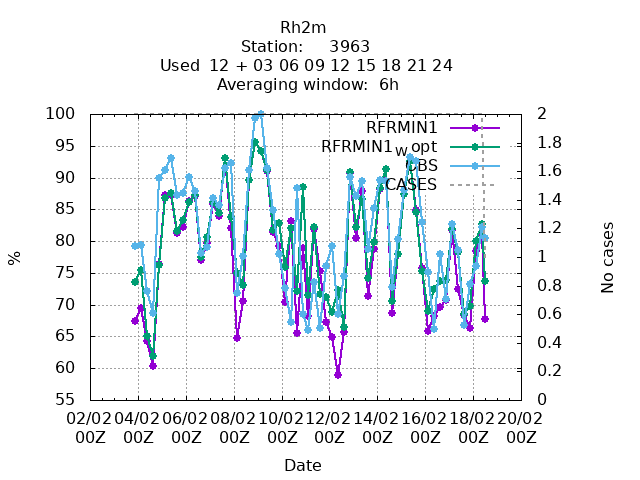 Rh2m
Station: 3963
Used 12 + 03 06 09 12 15 18 21 24
Averaging window: 6h
100
95
90
85
80
75
70
65
60
55
%
2
1.8
1.6
1.4
1.2
1
0.8
0.6
0.4
0.2
0
No cases
RFRMIN1
RFRMIN1w opt
OBS
CASES
02/02 04/02 06/02 08/02 10/02 12/02 14/02 16/02 18/02 20/02
00Z 00Z 00Z 00Z 00Z 00Z 00Z 00Z 00Z 00Z
Date